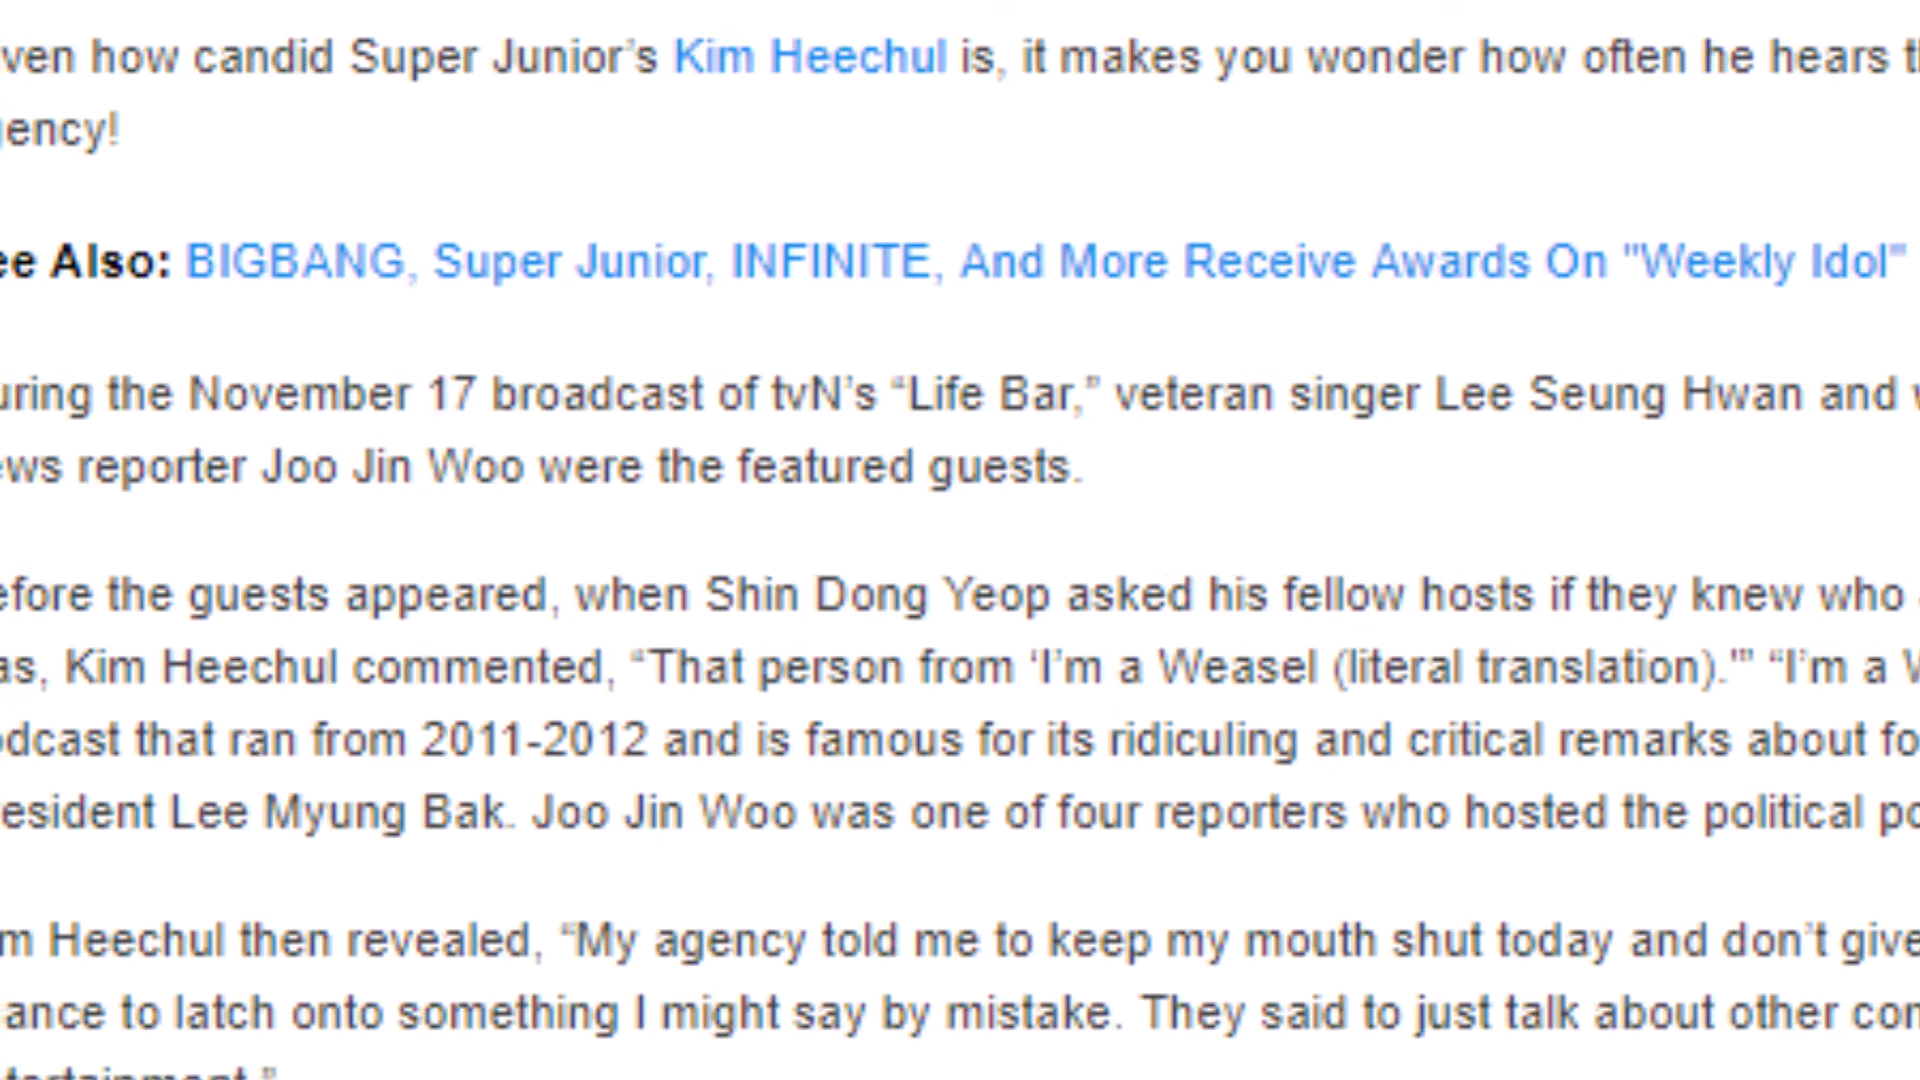 ven how candid Super Junior’s Kim Heechul is, it makes you wonder how often he hears
gency!
ee Also: BIGBANG, Super Junior, INFINITE, And More Receive Awards On "Weekly Idol"
uring the November 17 broadcast of tvN’s “Life Bar,” veteran singer Lee Seung Hwan and
ews reporter Joo Jin Woo were the featured guests.
efore the guests appeared, when Shin Dong Yeop asked his fellow hosts if they knew who
as, Kim Heechul commented, “That person from ‘I’m a Weasel (literal translation).'” “I’m a
odcast that ran from 2011-2012 and is famous for its ridiculing and critical remarks about fo
resident Lee Myung Bak. Joo Jin Woo was one of four reporters who hosted the political po
m Heechul then revealed, “My agency told me to keep my mouth shut today and don’t give
ance to latch onto something I might say by mistake. They said to just talk about other con
tertainment.”